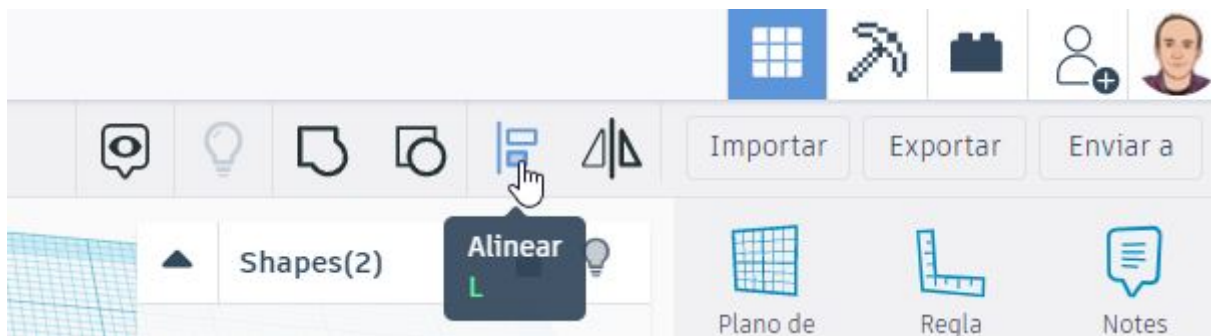 Importar
Exportar
Enviar a
Shapes(2)
Alinear
L
Plano de
Regla
Notes